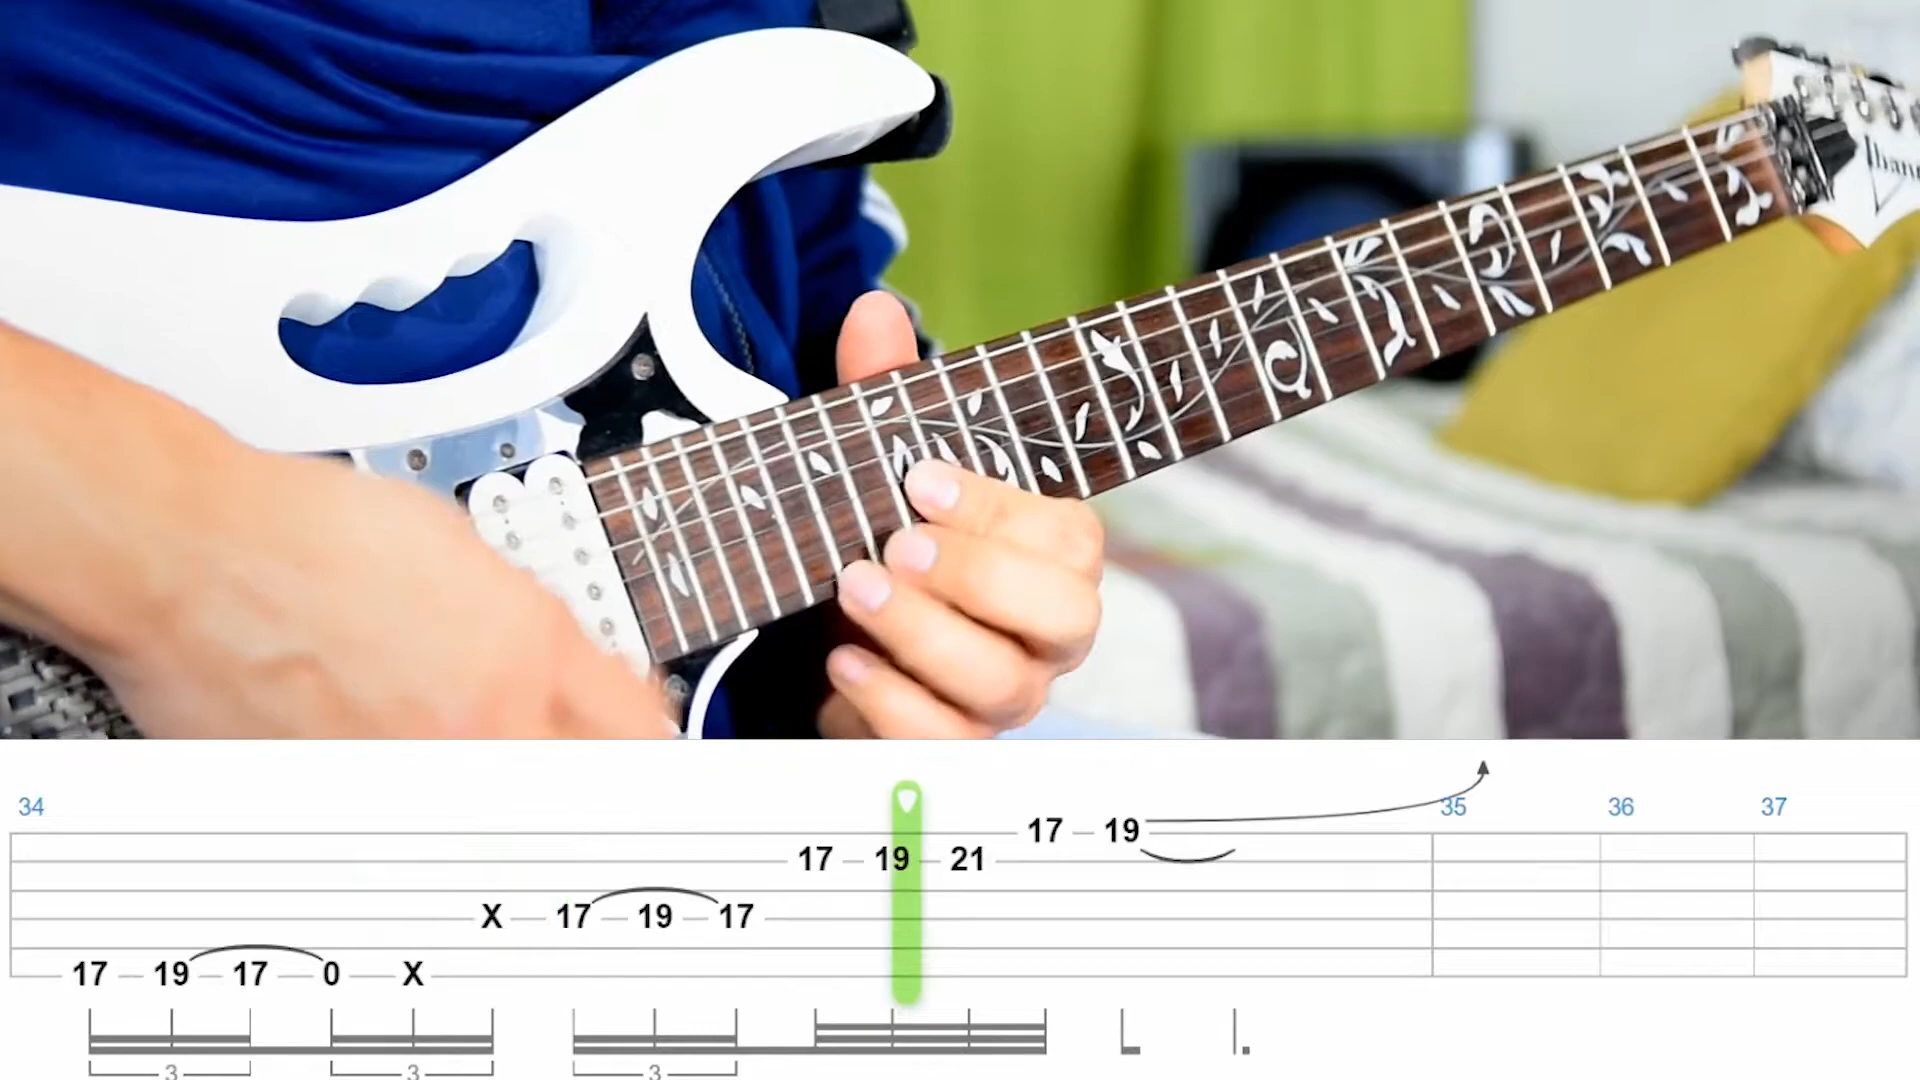 Ibane
34 35 36 37
17 19
17 19 21
X 17 19 17
17 19 17 0 X
3 3 3